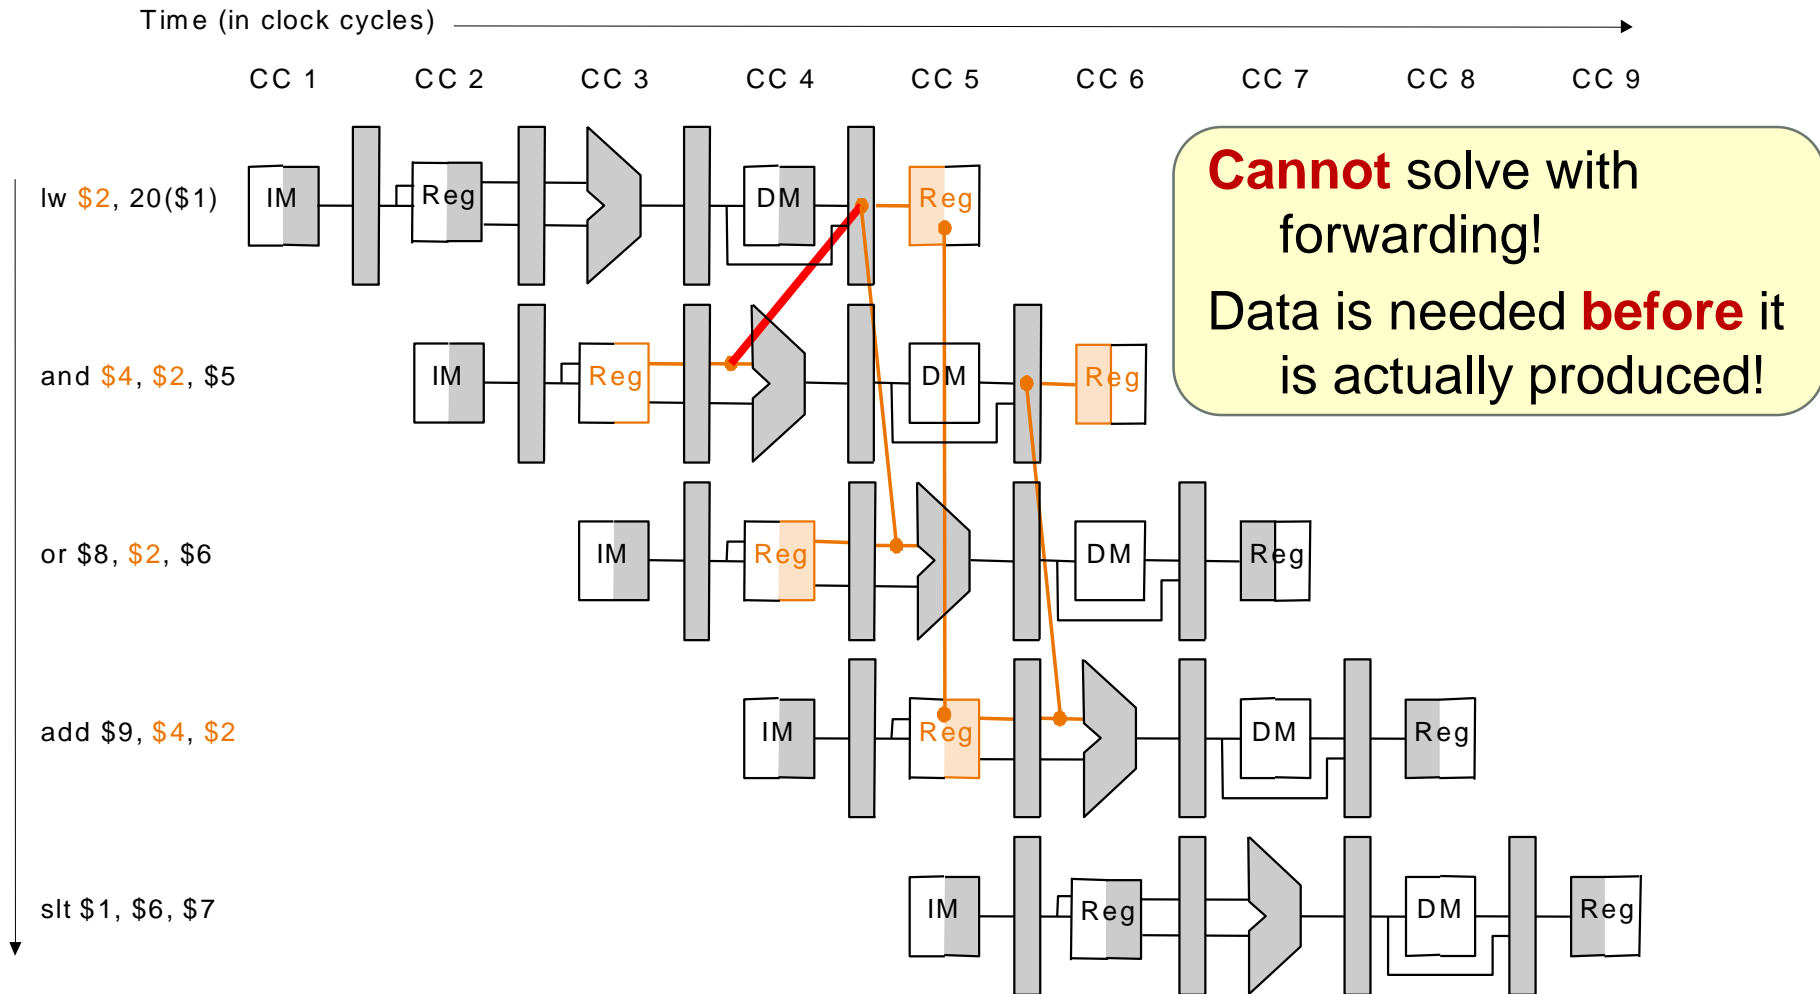 Time (in clock cycles)
CC 1 CC 2 CC 3 CC 4 CC 5 CC 6 CC 7 CC 8 CC 9
lw $2, 20($1) IM Reg DM Reg
Cannot solve with
forwarding!
Data is needed before it
is actually produced!
and $4, $2, $5 IM Reg DM Reg
or $8, $2, $6 IM Reg DM Reg
add $9, $4, $2 IM Reg DM Reg
slt $1, $6, $7 IM Reg DM Reg